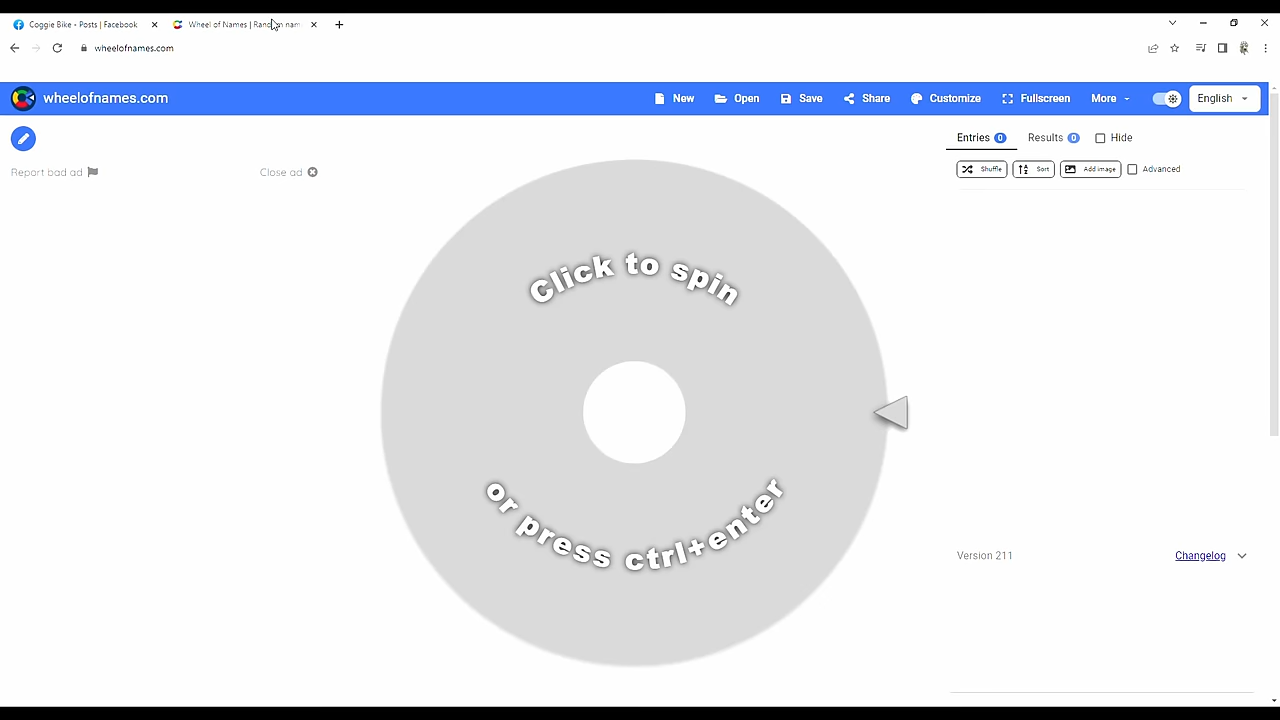 Coggie Bike - Posts | Facebook
Wheel of Names | Random nam
wheelofnames.com
wheelofnames.com
New
Open
Save
Share
Customize
Fullscreen
More
English
Entries 0
Results 0
Hide
Report bad ad
Close ad
Shuffle
Sort
Add image
Advanced
Click to spin
or press ctrl+enter
Version 211
Changelog